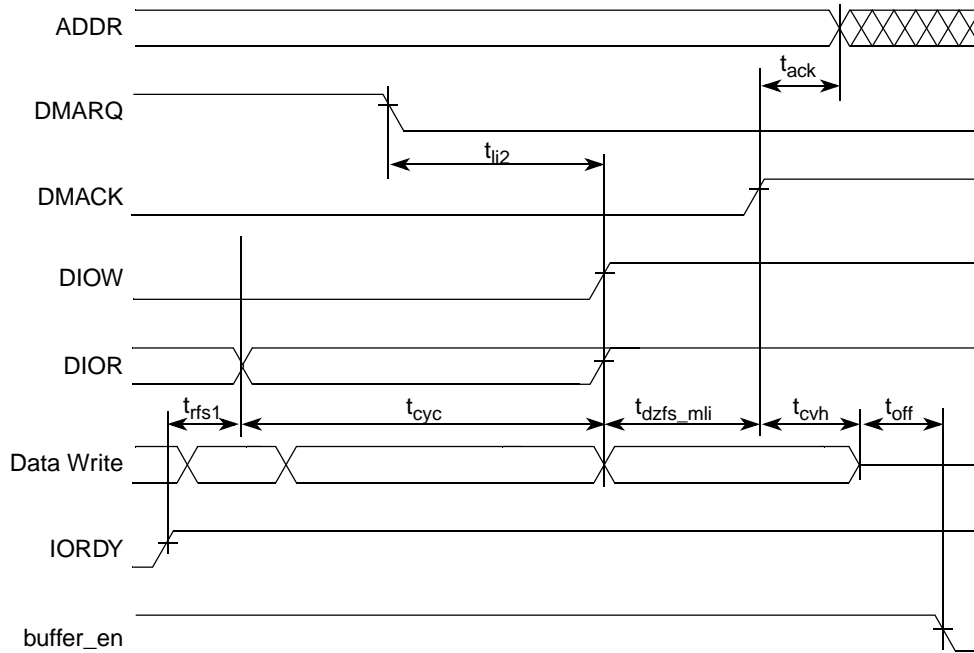 ADDR
tack
DMARQ
tli2
DMACK
DIOW
DIOR
trfs1
tcyc
tdzfs_mli
tcvh
toff
Data Write
IORDY
buffer_en